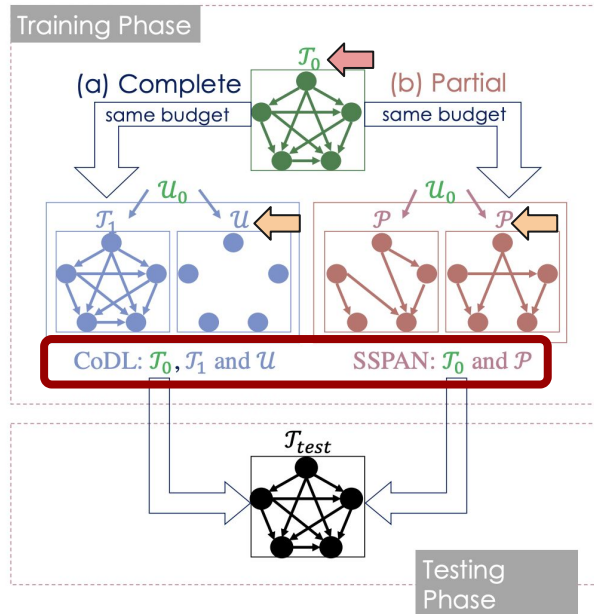 Training Phase
𝒯₀
(a) Complete
(b) Partial
same budget
same budget
𝒰₀
𝒰₀
𝒯₁
𝒰
𝒫
𝒫
CoDL: 𝒯₀, 𝒯₁ and 𝒰
SSPAN: 𝒯₀ and 𝒫
𝒯test
Testing
Phase